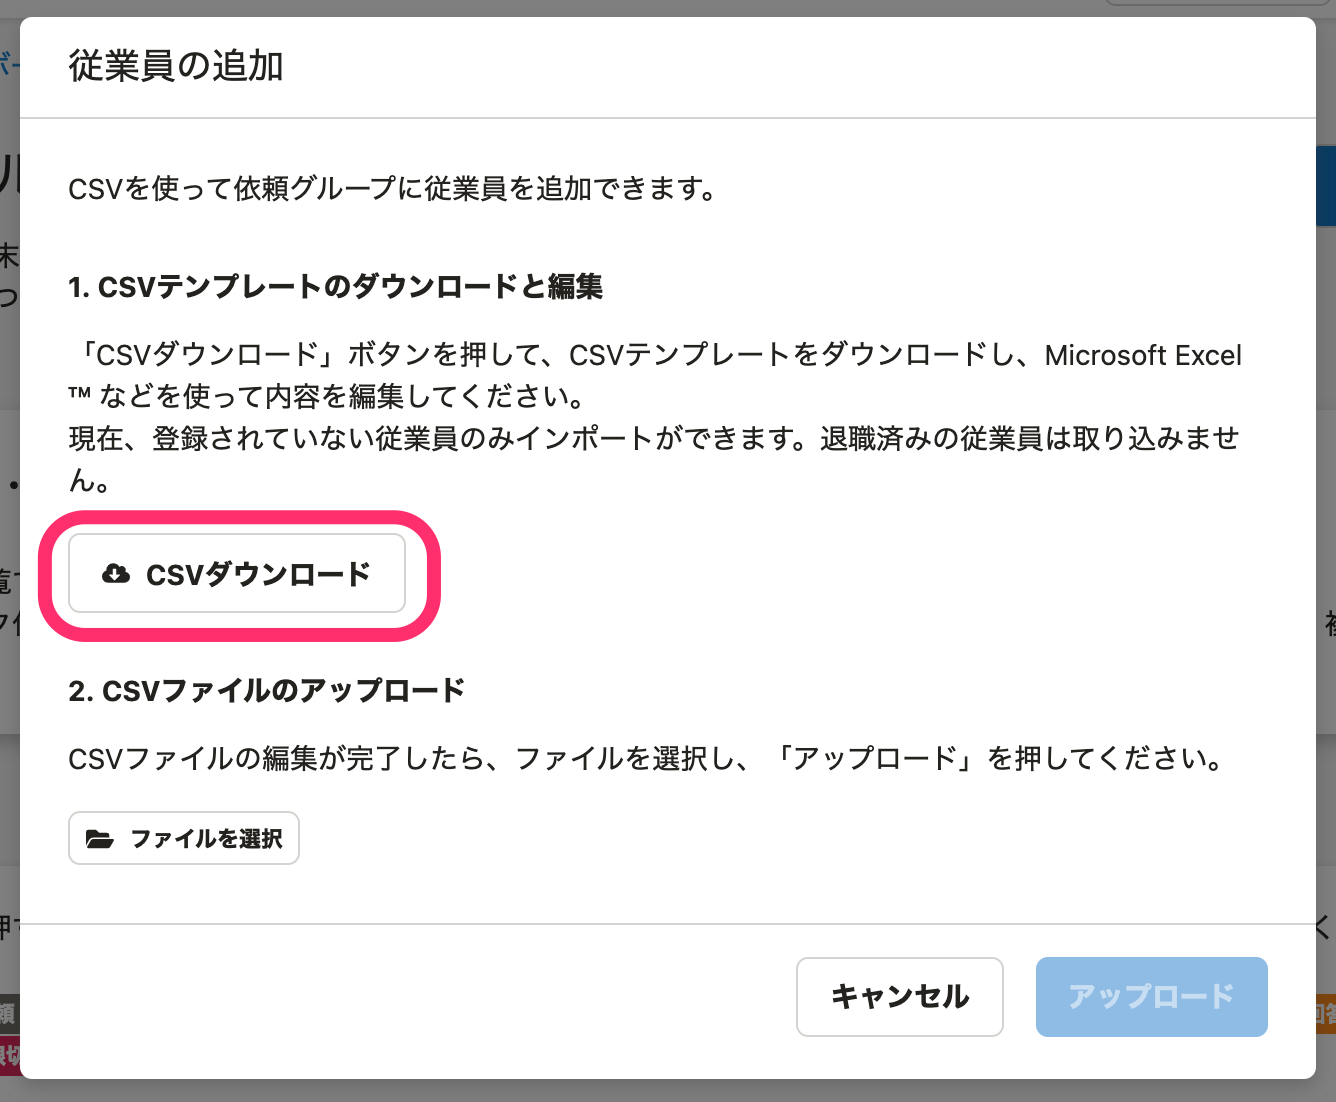 従業員の追加
CSVを使って依頼グループに従業員を追加できます。
1. CSVテンプレートのダウンロードと編集
「CSVダウンロード」ボタンを押して、CSVテンプレートをダウンロードし、Microsoft Excel
™ などを使って内容を編集してください。
現在、登録されていない従業員のみインポートができます。退職済みの従業員は取り込みませ
ん。
CSVダウンロード
2. CSVファイルのアップロード
CSVファイルの編集が完了したら、ファイルを選択し、「アップロード」を押してください。
ファイルを選択
キャンセル
アップロード